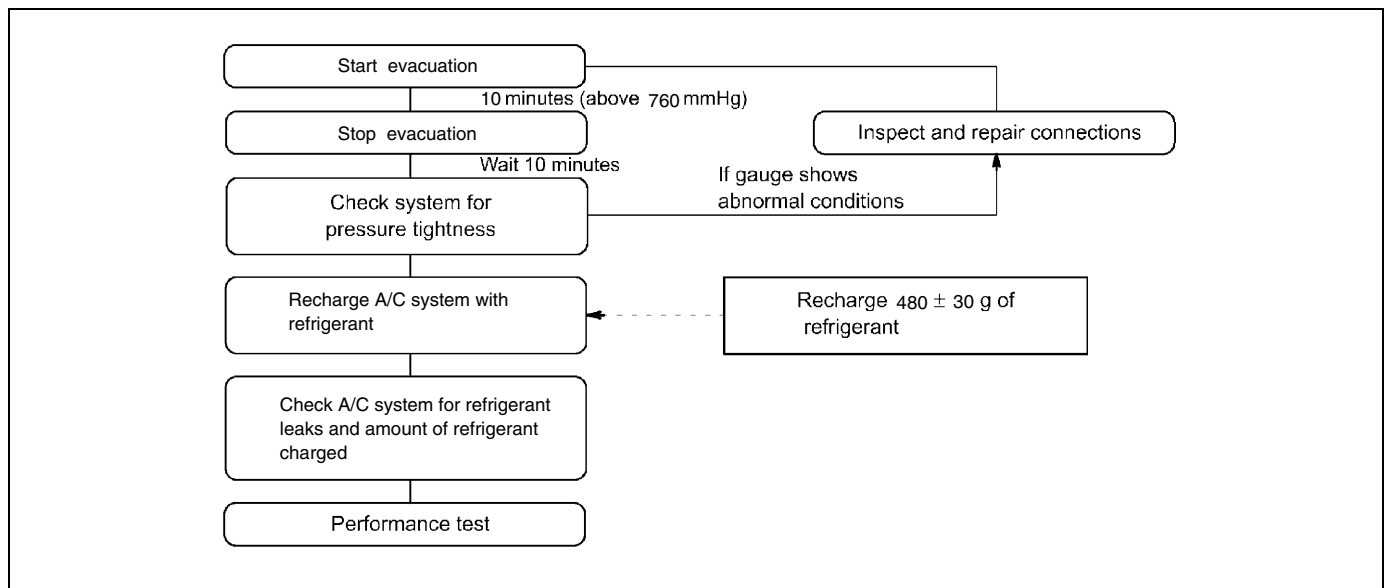 Start evacuation
10 minutes (above 760 mmHg)
Stop evacuation
Inspect and repair connections
Wait 10 minutes
If gauge shows
abnormal conditions
Check system for
pressure tightness
Recharge A/C system with
refrigerant
Recharge 480 ± 30 g of
refrigerant
Check A/C system for refrigerant
leaks and amount of refrigerant
charged
Performance test